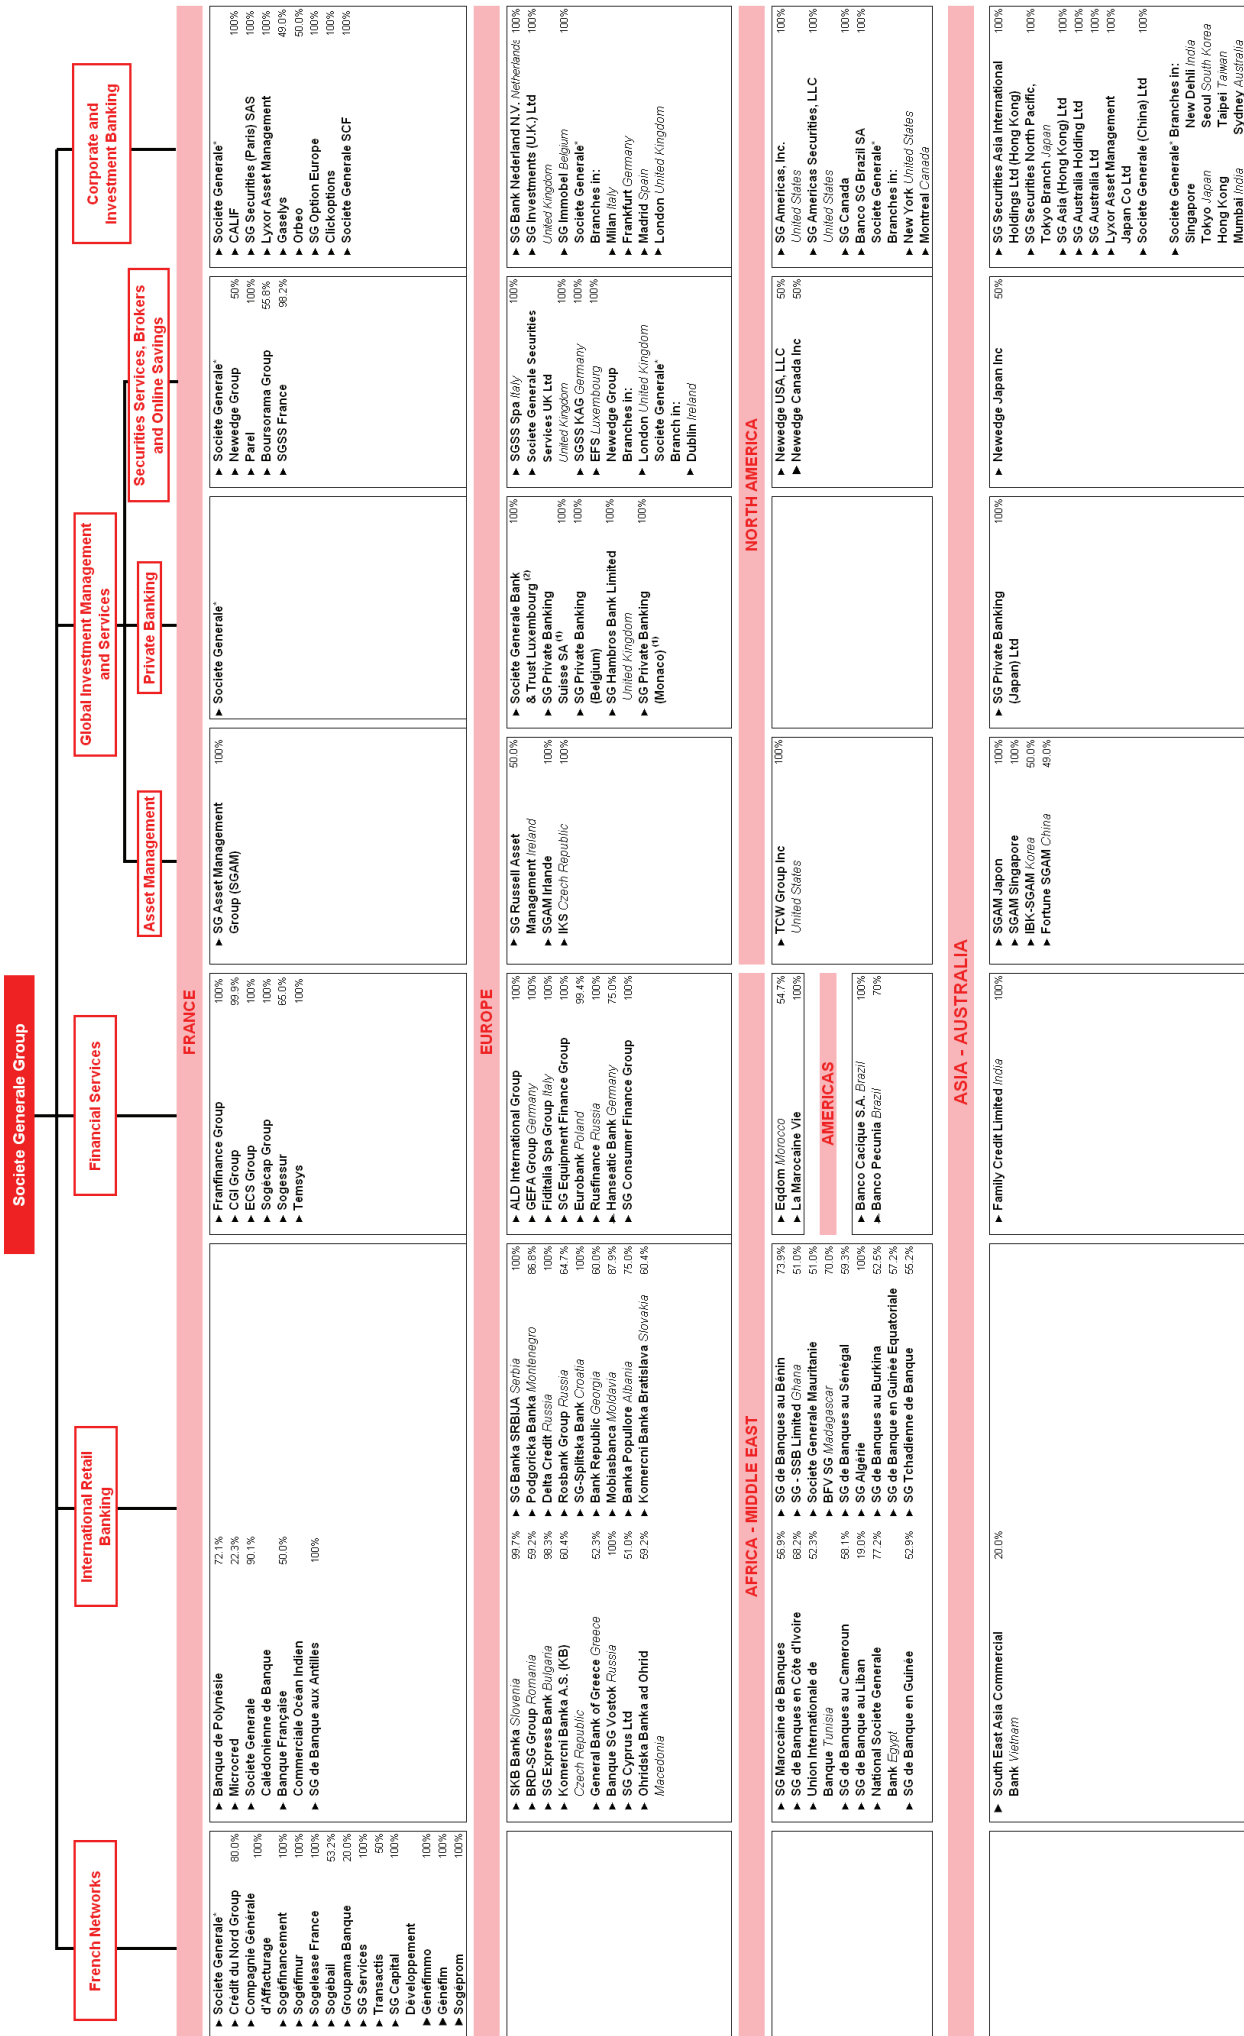 Societe Generale Group
French Networks
International Retail
Banking
Financial Services
Global Investment Management
and Services
Corporate and
Investment Banking
Asset Management
Private Banking
Securities Services, Brokers
and Online Savings
FRANCE
► Societe Generale*
► Crédit du Nord Group 80.0%
► Compagnie Générale 100%
d'Affacturage
► Sogéfinancement 100%
► Sogéfimur 100%
► Sogelease France 100%
► Sogébail 53.2%
► Groupama Banque 20.0%
► SG Services 100%
► Transactis 50%
► SG Capital 100%
Développement
► Généfimmo 100%
► Généfim 100%
► Sogéprom 100%
► Banque de Polynésie 72.1%
► Microcred 22.3%
► Societe Generale 90.1%
Calédonienne de Banque
► Banque Française 50.0%
Commerciale Océan Indien
► SG de Banque aux Antilles 100%
► Franfinance Group 100%
► CGI Group 99.9%
► ECS Group 100%
► Sogécap Group 100%
► Sogessur 65.0%
► Temsys 100%
► SG Asset Management 100%
Group (SGAM)
► Societe Generale*
► Societe Generale*
► Newedge Group 50%
► Parel 100%
► Boursorama Group 55.8%
► SGSS France 98.2%
► Societe Generale*
► CALIF 100%
► SG Securities (Paris) SAS 100%
► Lyxor Asset Management 100%
► Gaselys 49.0%
► Orbeo 50.0%
► SG Option Europe 100%
► Clickoptions 100%
► Societe Generale SCF 100%
EUROPE
► SKB Banka Slovenia 99.7%
► BRD-SG Group Romania 59.2%
► SG Express Bank Bulgaria 98.3%
► Komercni Banka A.S. (KB) 60.4%
Czech Republic
► General Bank of Greece Greece 52.3%
► Banque SG Vostok Russia 100%
► SG Cyprus Ltd 51.0%
► Ohridska Banka ad Ohrid 59.2%
Macedonia
► SG Banka SRBIJA Serbia 100%
► Podgoricka Banka Montenegro 86.8%
► Delta Credit Russia 100%
► Rosbank Group Russia 64.7%
► SG-Splitska Bank Croatia 100%
► Bank Republic Georgia 60.0%
► Mobiasbanca Moldavia 87.9%
► Banka Popullore Albania 75.0%
► Komercni Banka Bratislava Slovakia 60.4%
► ALD International Group 100%
► GEFA Group Germany 100%
► Fiditalia Spa Group Italy 100%
► SG Equipment Finance Group 100%
► Eurobank Poland 99.4%
► Rusfinance Russia 100%
► Hanseatic Bank Germany 75.0%
► SG Consumer Finance Group 100%
► SG Russell Asset 50.0%
Management Ireland
► SGAM Irlande 100%
► IKS Czech Republic 100%
► Societe Generale Bank 100%
& Trust Luxembourg (2)
► SG Private Banking 100%
Suisse SA (1)
► SG Private Banking 100%
(Belgium)
► SG Hambros Bank Limited 100%
United Kingdom
► SG Private Banking 100%
(Monaco) (1)
► SGSS Spa Italy 100%
► Societe Generale Securities
Services UK Ltd
United Kingdom 100%
► SGSS KAG Germany 100%
► EFS Luxembourg 100%
Newedge Group
Branches in:
► London United Kingdom
Societe Generale*
Branch in:
► Dublin Ireland
► SG Bank Nederland N.V. Netherlands 100%
► SG Investments (U.K.) Ltd 100%
United Kingdom
► SG Immobel Belgium 100%
Societe Generale*
Branches in:
► Milan Italy
► Frankfurt Germany
► Madrid Spain
► London United Kingdom
AFRICA - MIDDLE EAST
► SG Marocaine de Banques 56.9%
► SG de Banques en Côte d'Ivoire 68.2%
► Union Internationale de 52.3%
Banque Tunisia
► SG de Banques au Cameroun 58.1%
► SG de Banque au Liban 19.0%
► National Societe Generale 77.2%
Bank Egypt
► SG de Banque en Guinée 52.9%
► SG de Banques au Bénin 73.9%
► SG - SSB Limited Ghana 51.0%
► Societe Generale Mauritanie 51.0%
► BFV SG Madagascar 70.0%
► SG de Banques au Sénégal 59.3%
► SG Algérie 100%
► SG de Banques au Burkina 52.5%
► SG de Banque en Guinée Equatoriale 57.2%
► SG Tchadienne de Banque 55.2%
► Eqdom Morocco 54.7%
► La Marocaine Vie 100%
AMERICAS
► Banco Cacique S.A. Brazil 100%
► Banco Pecunia Brazil 70%
NORTH AMERICA
► TCW Group Inc 100%
United States
► Newedge USA, LLC 50%
► Newedge Canada Inc 50%
► SG Americas, Inc. 100%
United States
► SG Americas Securities, LLC 100%
United States
► SG Canada 100%
► Banco SG Brazil SA 100%
Societe Generale*
Branches in:
► New York United States
► Montreal Canada
ASIA - AUSTRALIA
► South East Asia Commercial 20.0%
Bank Vietnam
► Family Credit Limited India 100%
► SGAM Japon 100%
► SGAM Singapore 100%
► IBK-SGAM Korea 50.0%
► Fortune SGAM China 49.0%
► SG Private Banking 100%
(Japan) Ltd
► Newedge Japan Inc 50%
► SG Securities Asia International 100%
Holdings Ltd (Hong Kong)
► SG Securities North Pacific, 100%
Tokyo Branch Japan
► SG Asia (Hong Kong) Ltd 100%
► SG Australia Holding Ltd 100%
► SG Australia Ltd 100%
► Lyxor Asset Management 100%
Japan Co Ltd
► Societe Generale (China) Ltd 100%
► Societe Generale* Branches in:
Singapore New Dehli India
Tokyo Japan Seoul South Korea
Hong Kong Taipei Taiwan
Mumbai India Sydney Australia